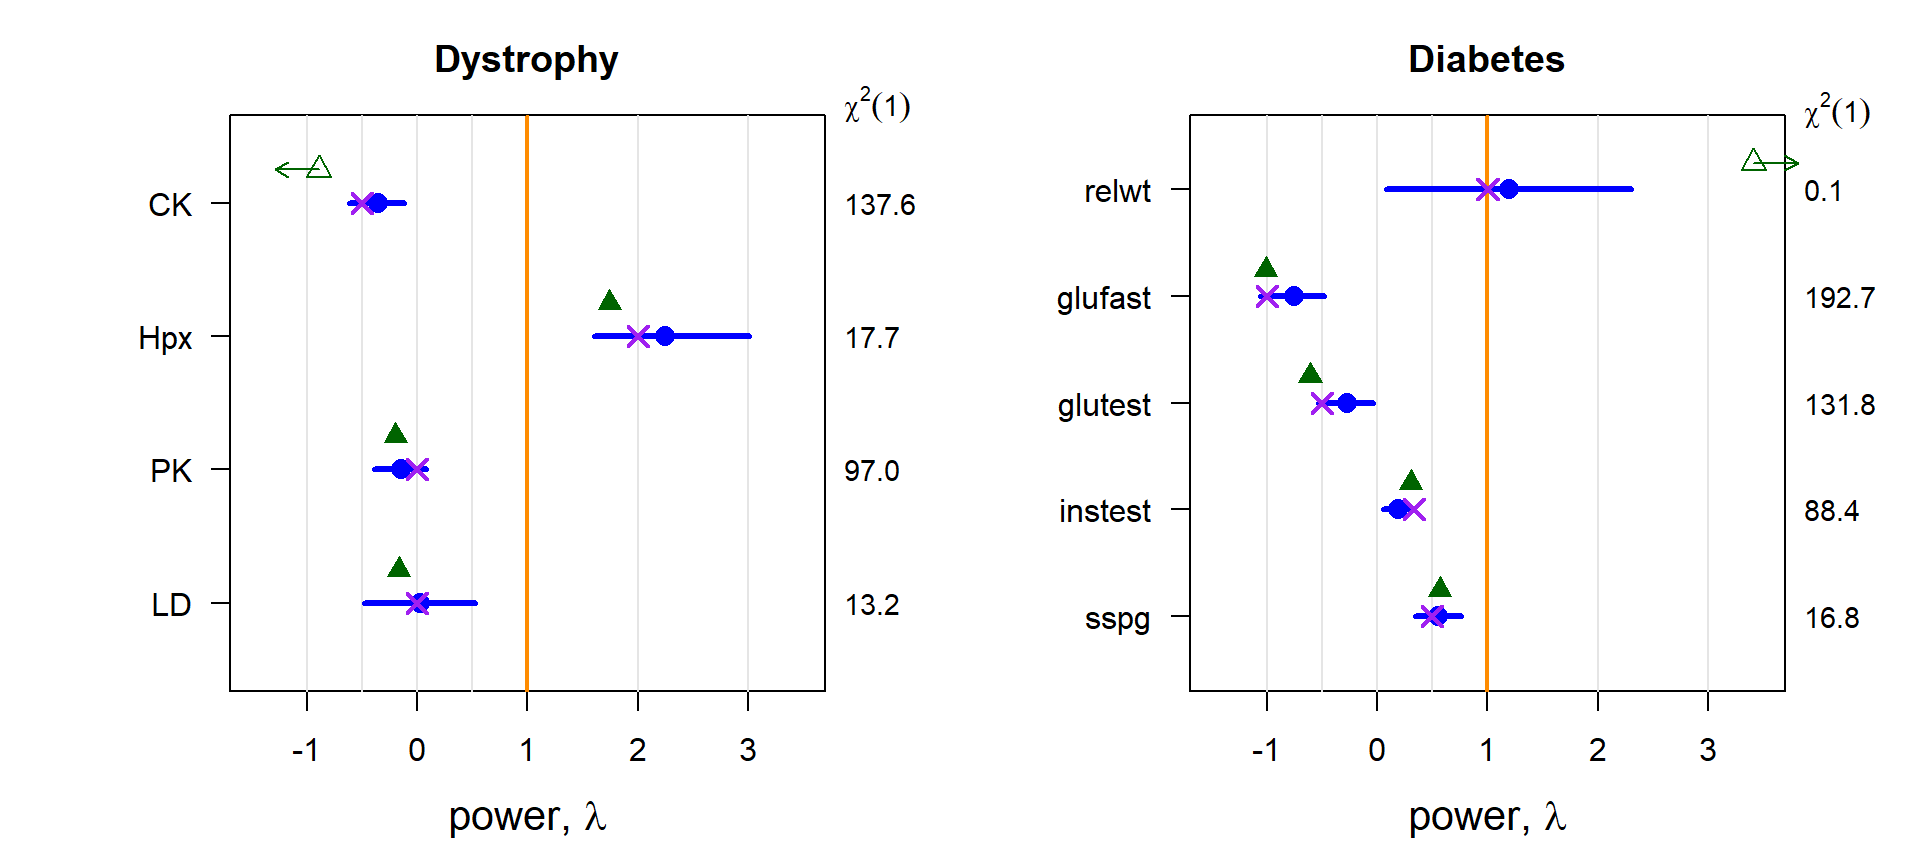 Dystrophy
χ²(1)
CK
137.6
Hpx
17.7
PK
97.0
LD
13.2
-1 0 1 2 3
power, λ
Diabetes
χ²(1)
relwt
0.1
glufast
192.7
glutest
131.8
instest
88.4
sspg
16.8
-1 0 1 2 3
power, λ